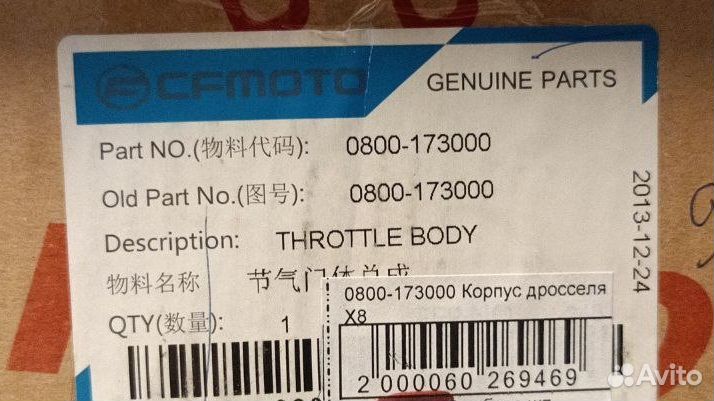 CFMOTO
GENUINE PARTS
Part NO.(物料代码): 0800-173000
Old Part No.(图号): 0800-173000
Description: THROTTLE BODY
物料名称 节气门体总成
QTY(数量): 1
2013-12-24
0800-173000 Корпус дросселя
X8
2 000060 269469
Avito